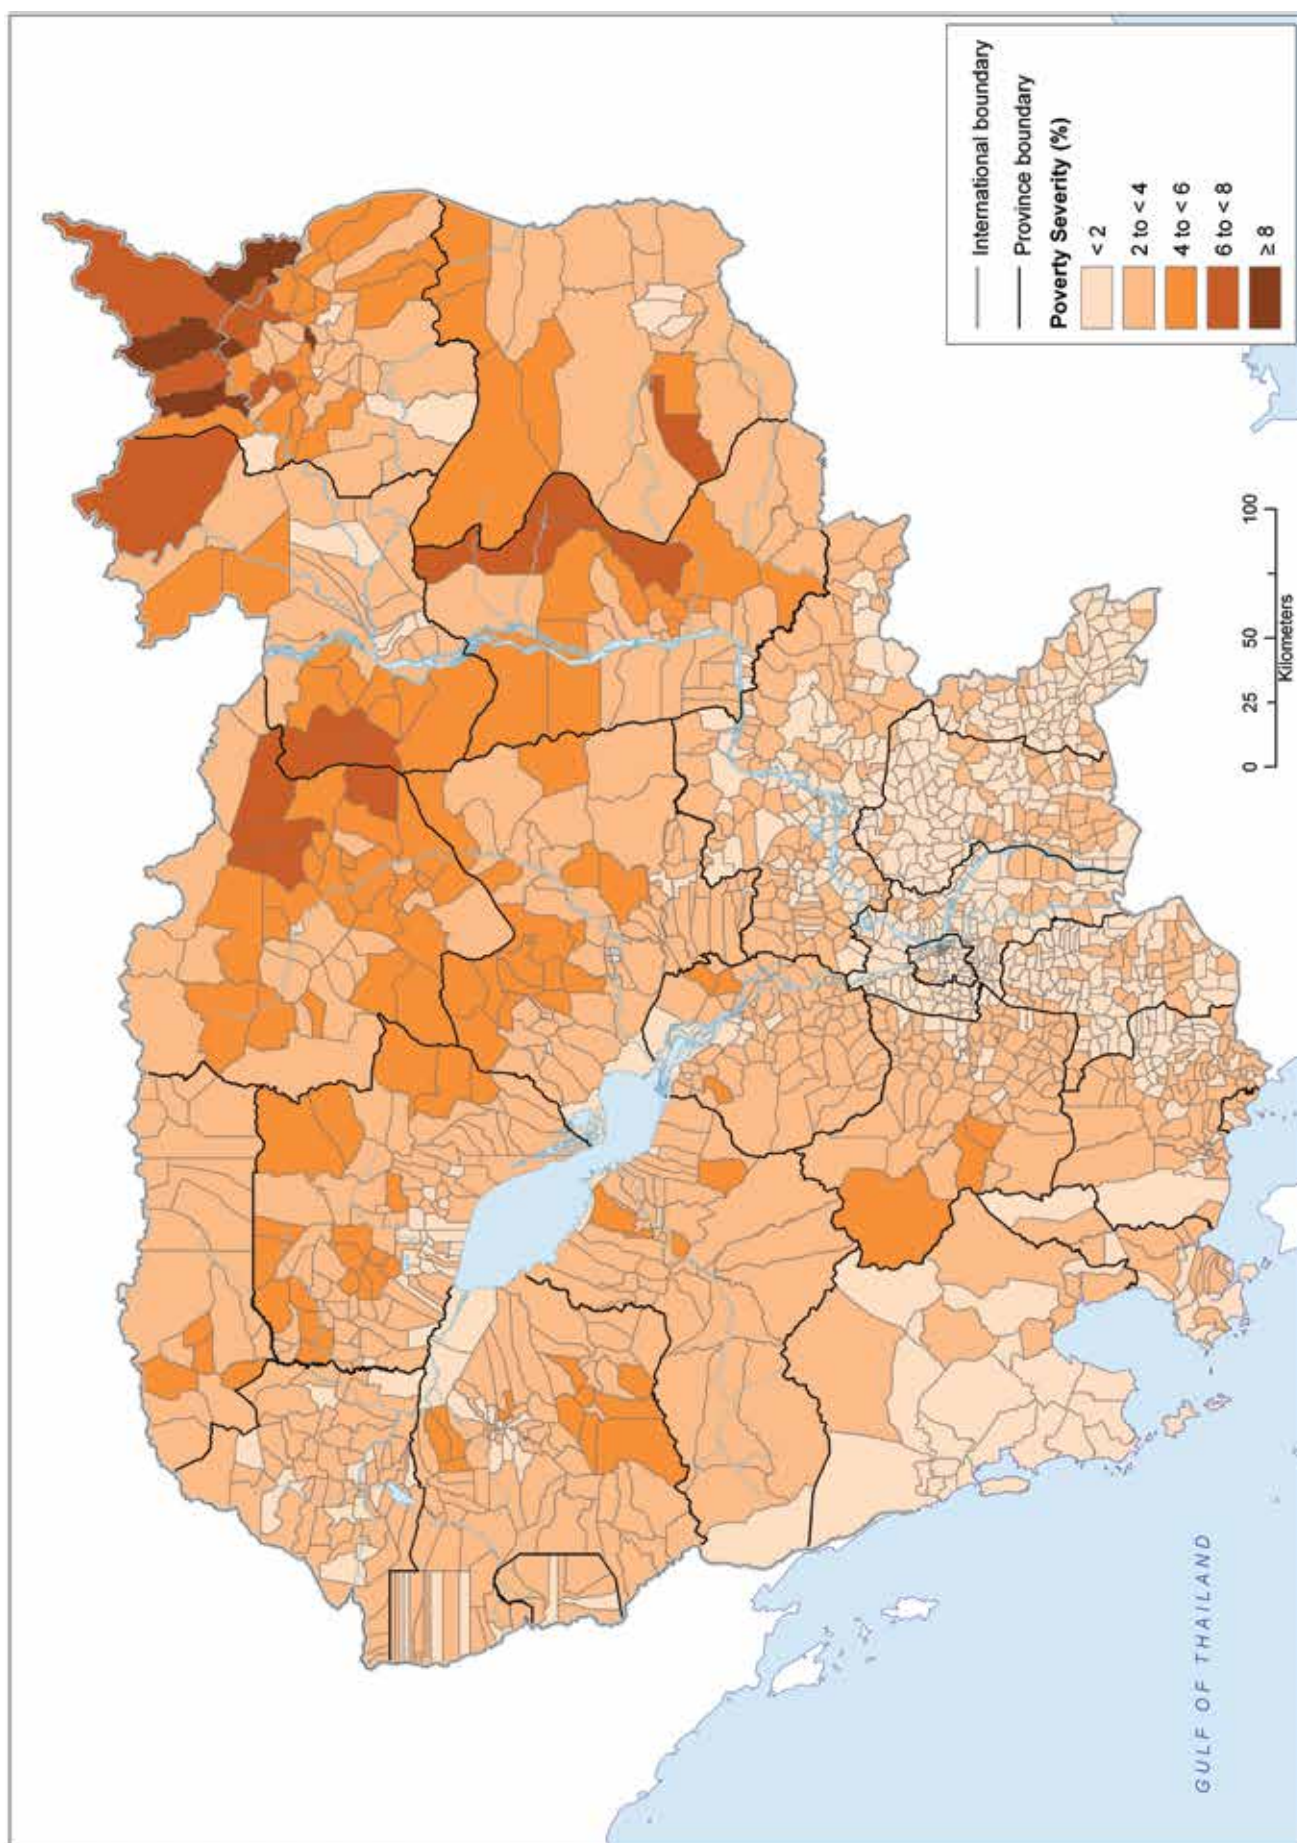 International boundary
Province boundary
Poverty Severity (%)
< 2
2 to < 4
4 to < 6
6 to < 8
≥ 8
0 25 50 100
Kilometers
GULF OF THAILAND